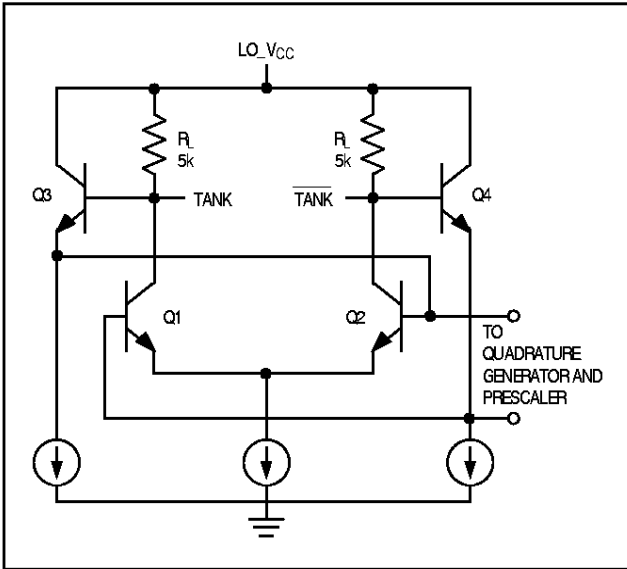 LO_VCC
RL
5k
RL
5k
Q3
TANK
TANK
Q4
Q1
Q2
TO
QUADRATURE
GENERATOR AND
PRESCALER